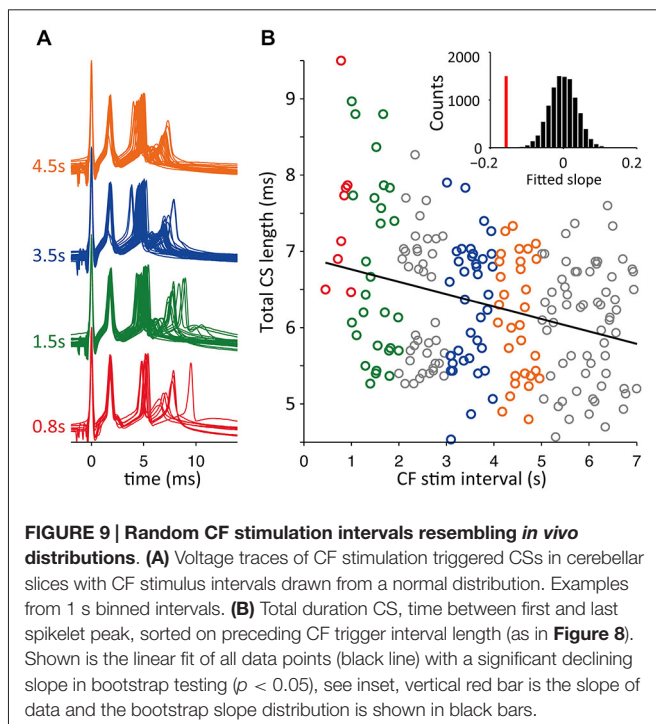 A
B
4.5s
3.5s
1.5s
0.8s
0
5
10
time (ms)
Total CS length (ms)
9
8
7
6
5
0
1
2
3
4
5
6
7
CF stim interval (s)
Counts
2000
1000
0
−0.2
0
0.2
Fitted slope
FIGURE 9 | Random CF stimulation intervals resembling in vivo
distributions. (A) Voltage traces of CF stimulation triggered CSs in cerebellar
slices with CF stimulus intervals drawn from a normal distribution. Examples
from 1 s binned intervals. (B) Total duration CS, time between first and last
spikelet peak, sorted on preceding CF trigger interval length (as in Figure 8).
Shown is the linear fit of all data points (black line) with a significant declining
slope in bootstrap testing (p < 0.05), see inset, vertical red bar is the slope of
data and the bootstrap slope distribution is shown in black bars.